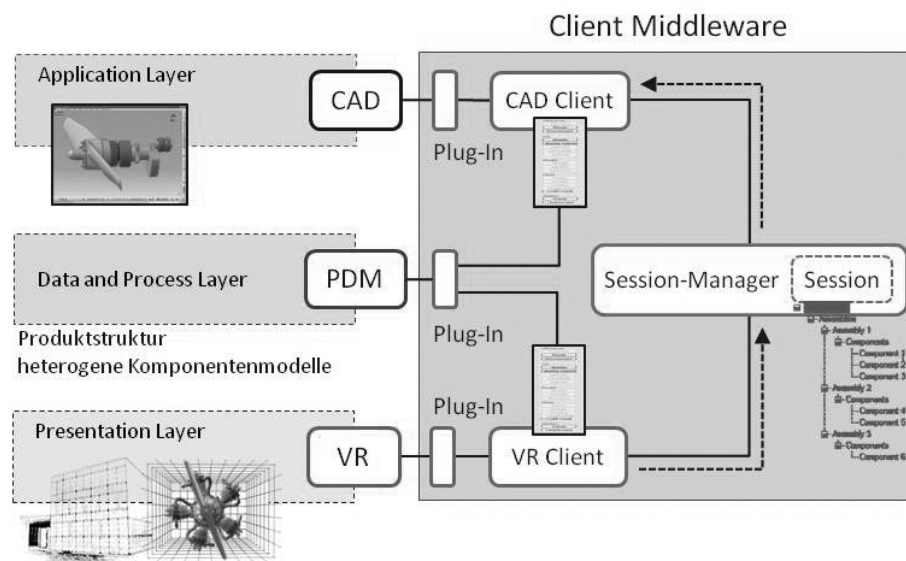 Client Middleware
Application Layer
CAD
CAD Client
Plug-In
Data and Process Layer
PDM
Session-Manager
Session
Plug-In
Produktstruktur
heterogene Komponentenmodelle
Assemblies
Assembly 1
Components
Component 1
Component 2
Component 3
Assembly 2
Components
Component 4
Component 5
Assembly 3
Components
Component 6
Plug-In
Presentation Layer
VR
VR Client